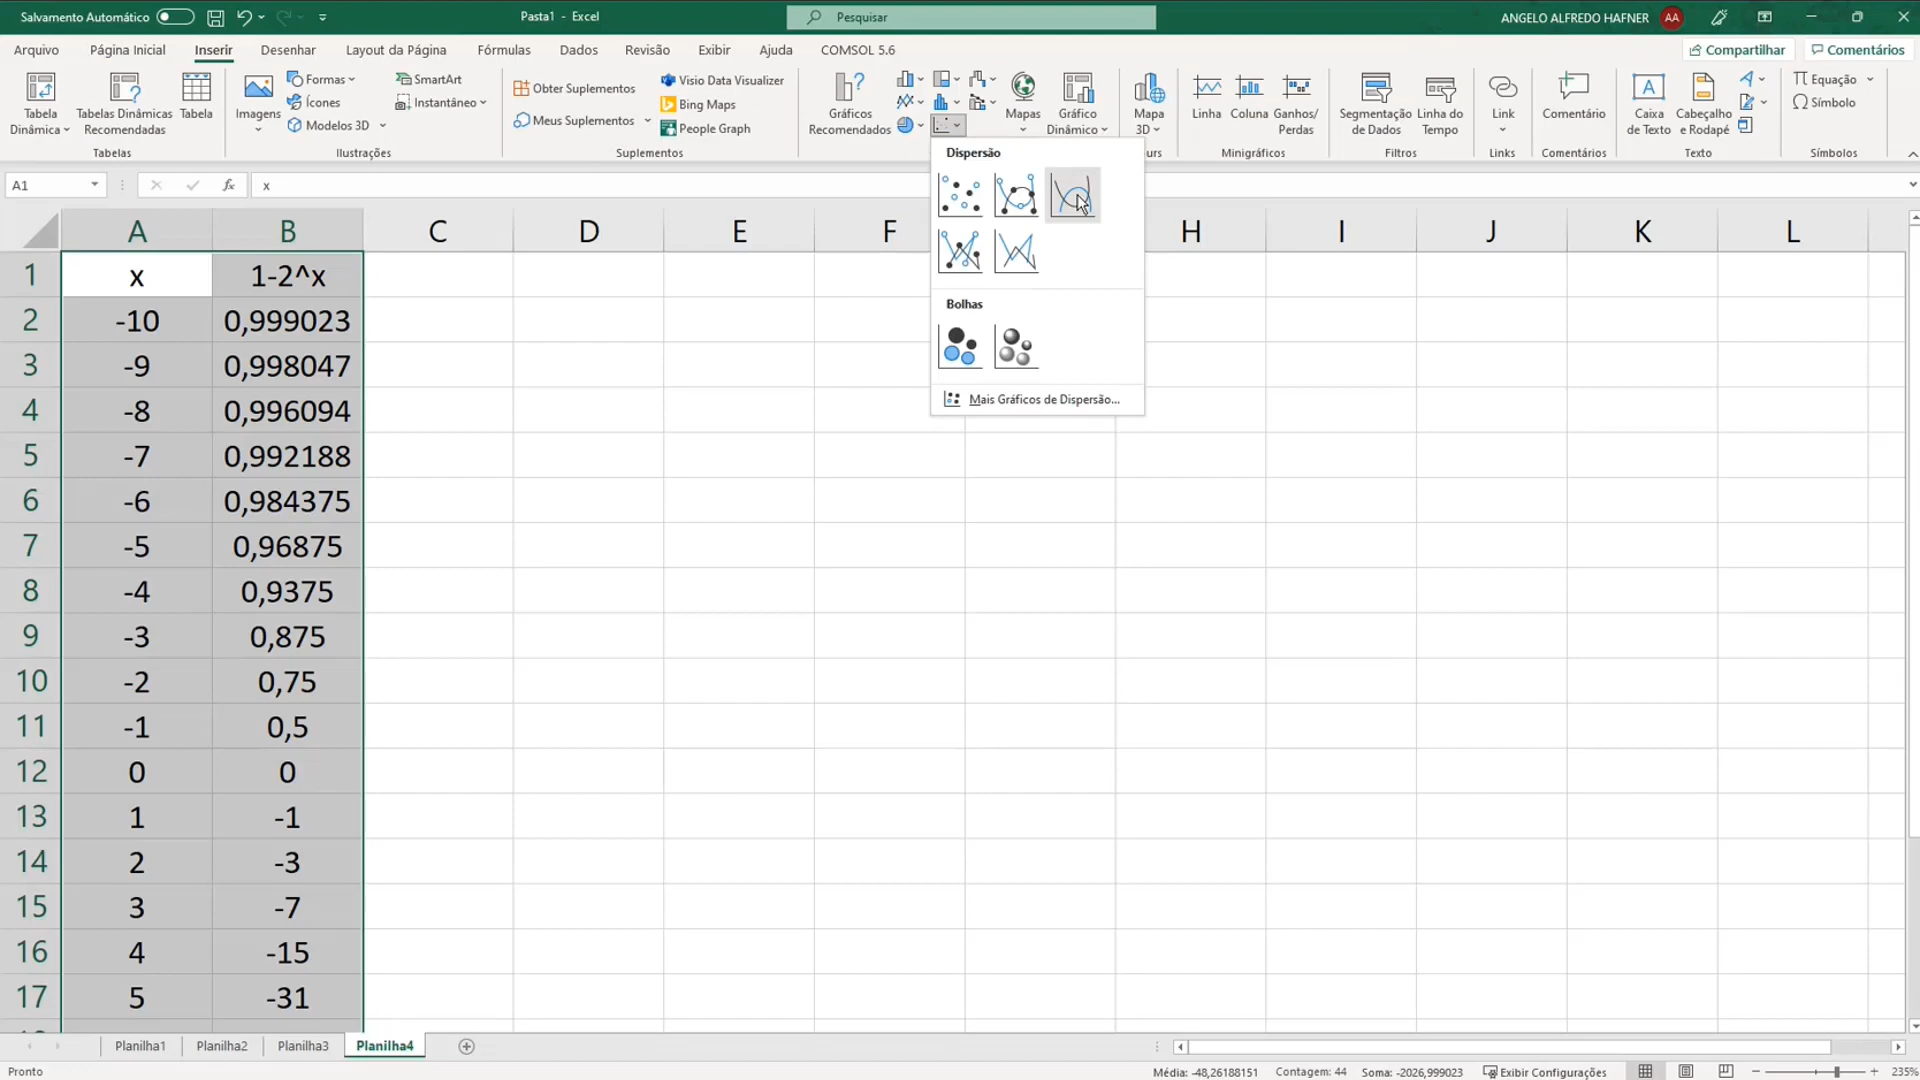 Salvamento Automático
Pasta1 - Excel
Pesquisar
ANGELO ALFREDO HAFNER
AA
Arquivo
Página Inicial
Inserir
Desenhar
Layout da Página
Fórmulas
Dados
Revisão
Exibir
Ajuda
COMSOL 5.6
Compartilhar
Comentários
Tabela Dinâmica
Tabelas Dinâmicas Recomendadas
Tabela
Tabelas
Imagens
Formas
Ícones
Modelos 3D
SmartArt
Instantâneo
Ilustrações
Obter Suplementos
Meus Suplementos
Visio Data Visualizer
Bing Maps
People Graph
Suplementos
Gráficos Recomendados
Mapas
Gráfico Dinâmico
Mapa 3D
ours
Linha
Coluna
Ganhos/ Perdas
Minigráficos
Segmentação de Dados
Linha do Tempo
Filtros
Link
Links
Comentário
Comentários
Caixa de Texto
Cabeçalho e Rodapé
Texto
Equação
Símbolo
Símbolos
Dispersão
Bolhas
Mais Gráficos de Dispersão...
A1
fx
x
A B C D E F H I J K L
1 x 1-2^x
2 -10 0,999023
3 -9 0,998047
4 -8 0,996094
5 -7 0,992188
6 -6 0,984375
7 -5 0,96875
8 -4 0,9375
9 -3 0,875
10 -2 0,75
11 -1 0,5
12 0 0
13 1 -1
14 2 -3
15 3 -7
16 4 -15
17 5 -31
Planilha1
Planilha2
Planilha3
Planilha4
Pronto
Média: -48,26188151
Contagem: 44
Soma: -2026,999023
Exibir Configurações
235%